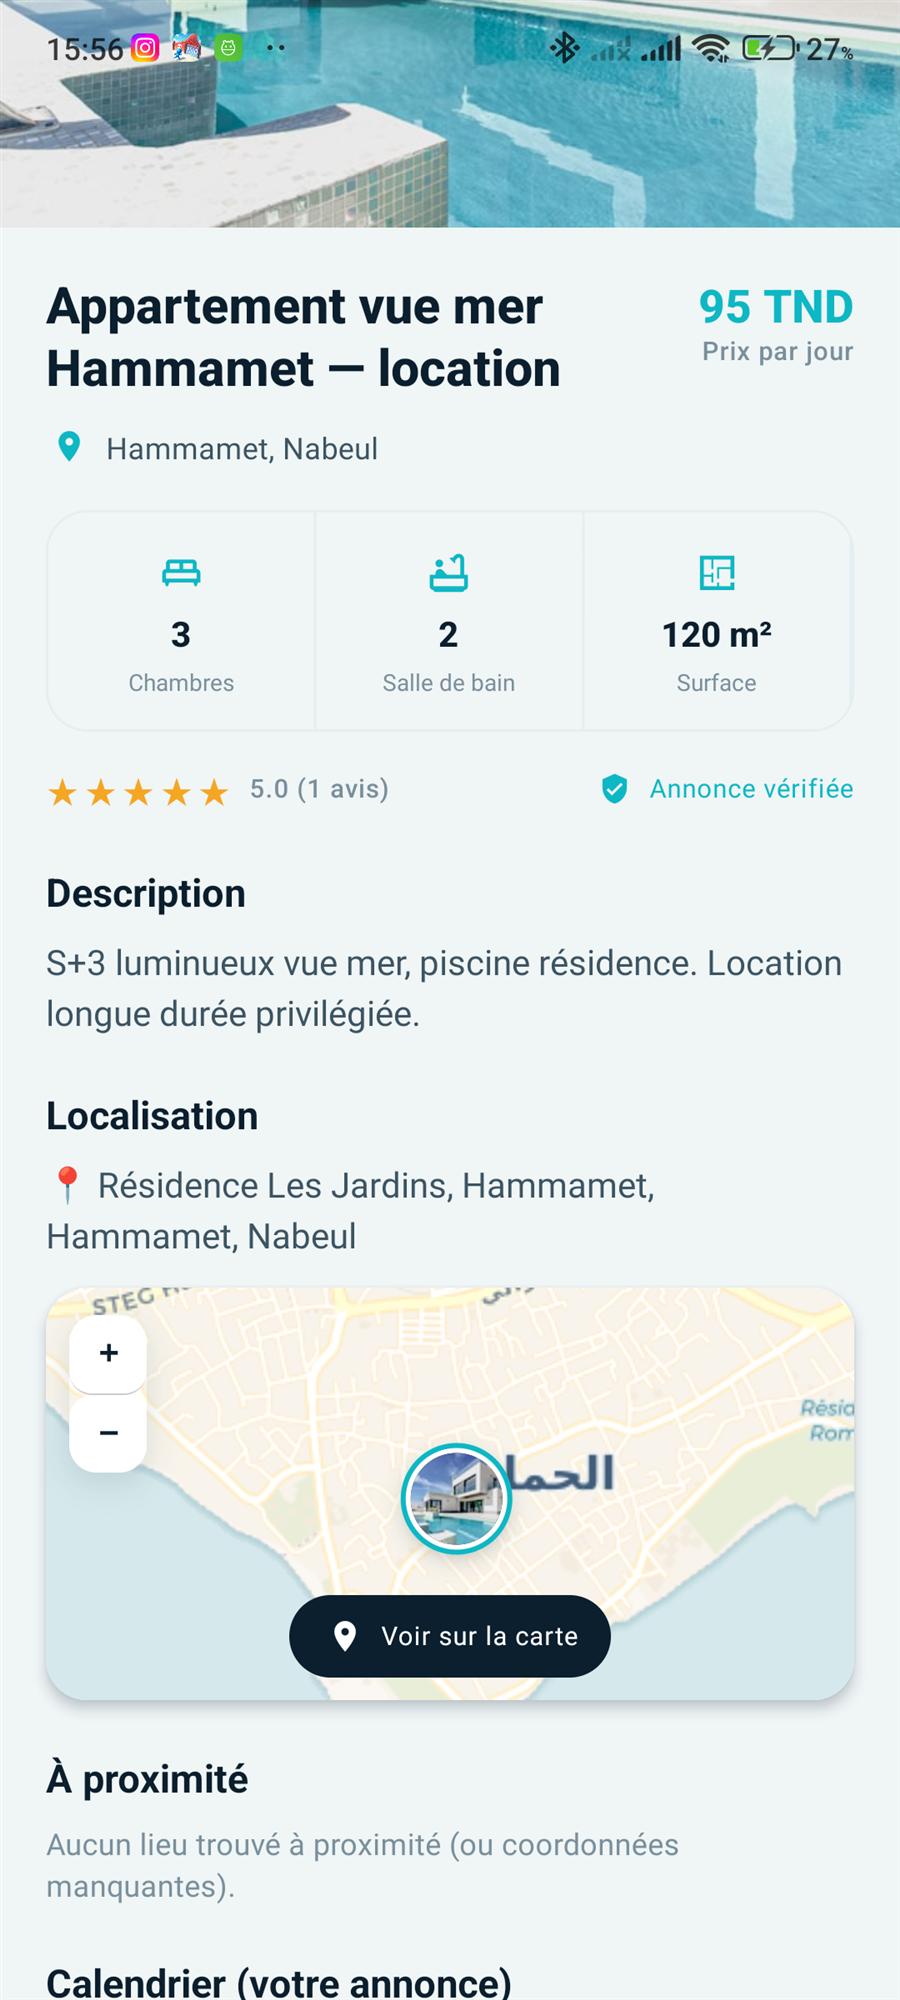 15:56
27%
Appartement vue mer
Hammamet — location
95 TND
Prix par jour
Hammamet, Nabeul
3
Chambres
2
Salle de bain
120 m²
Surface
5.0 (1 avis)
Annonce vérifiée
Description
S+3 luminueux vue mer, piscine résidence. Location
longue durée privilégiée.
Localisation
📍 Résidence Les Jardins, Hammamet,
Hammamet, Nabeul
STEG
+
−
Voir sur la carte
À proximité
Aucun lieu trouvé à proximité (ou coordonnées
manquantes).
Calendrier (votre annonce)